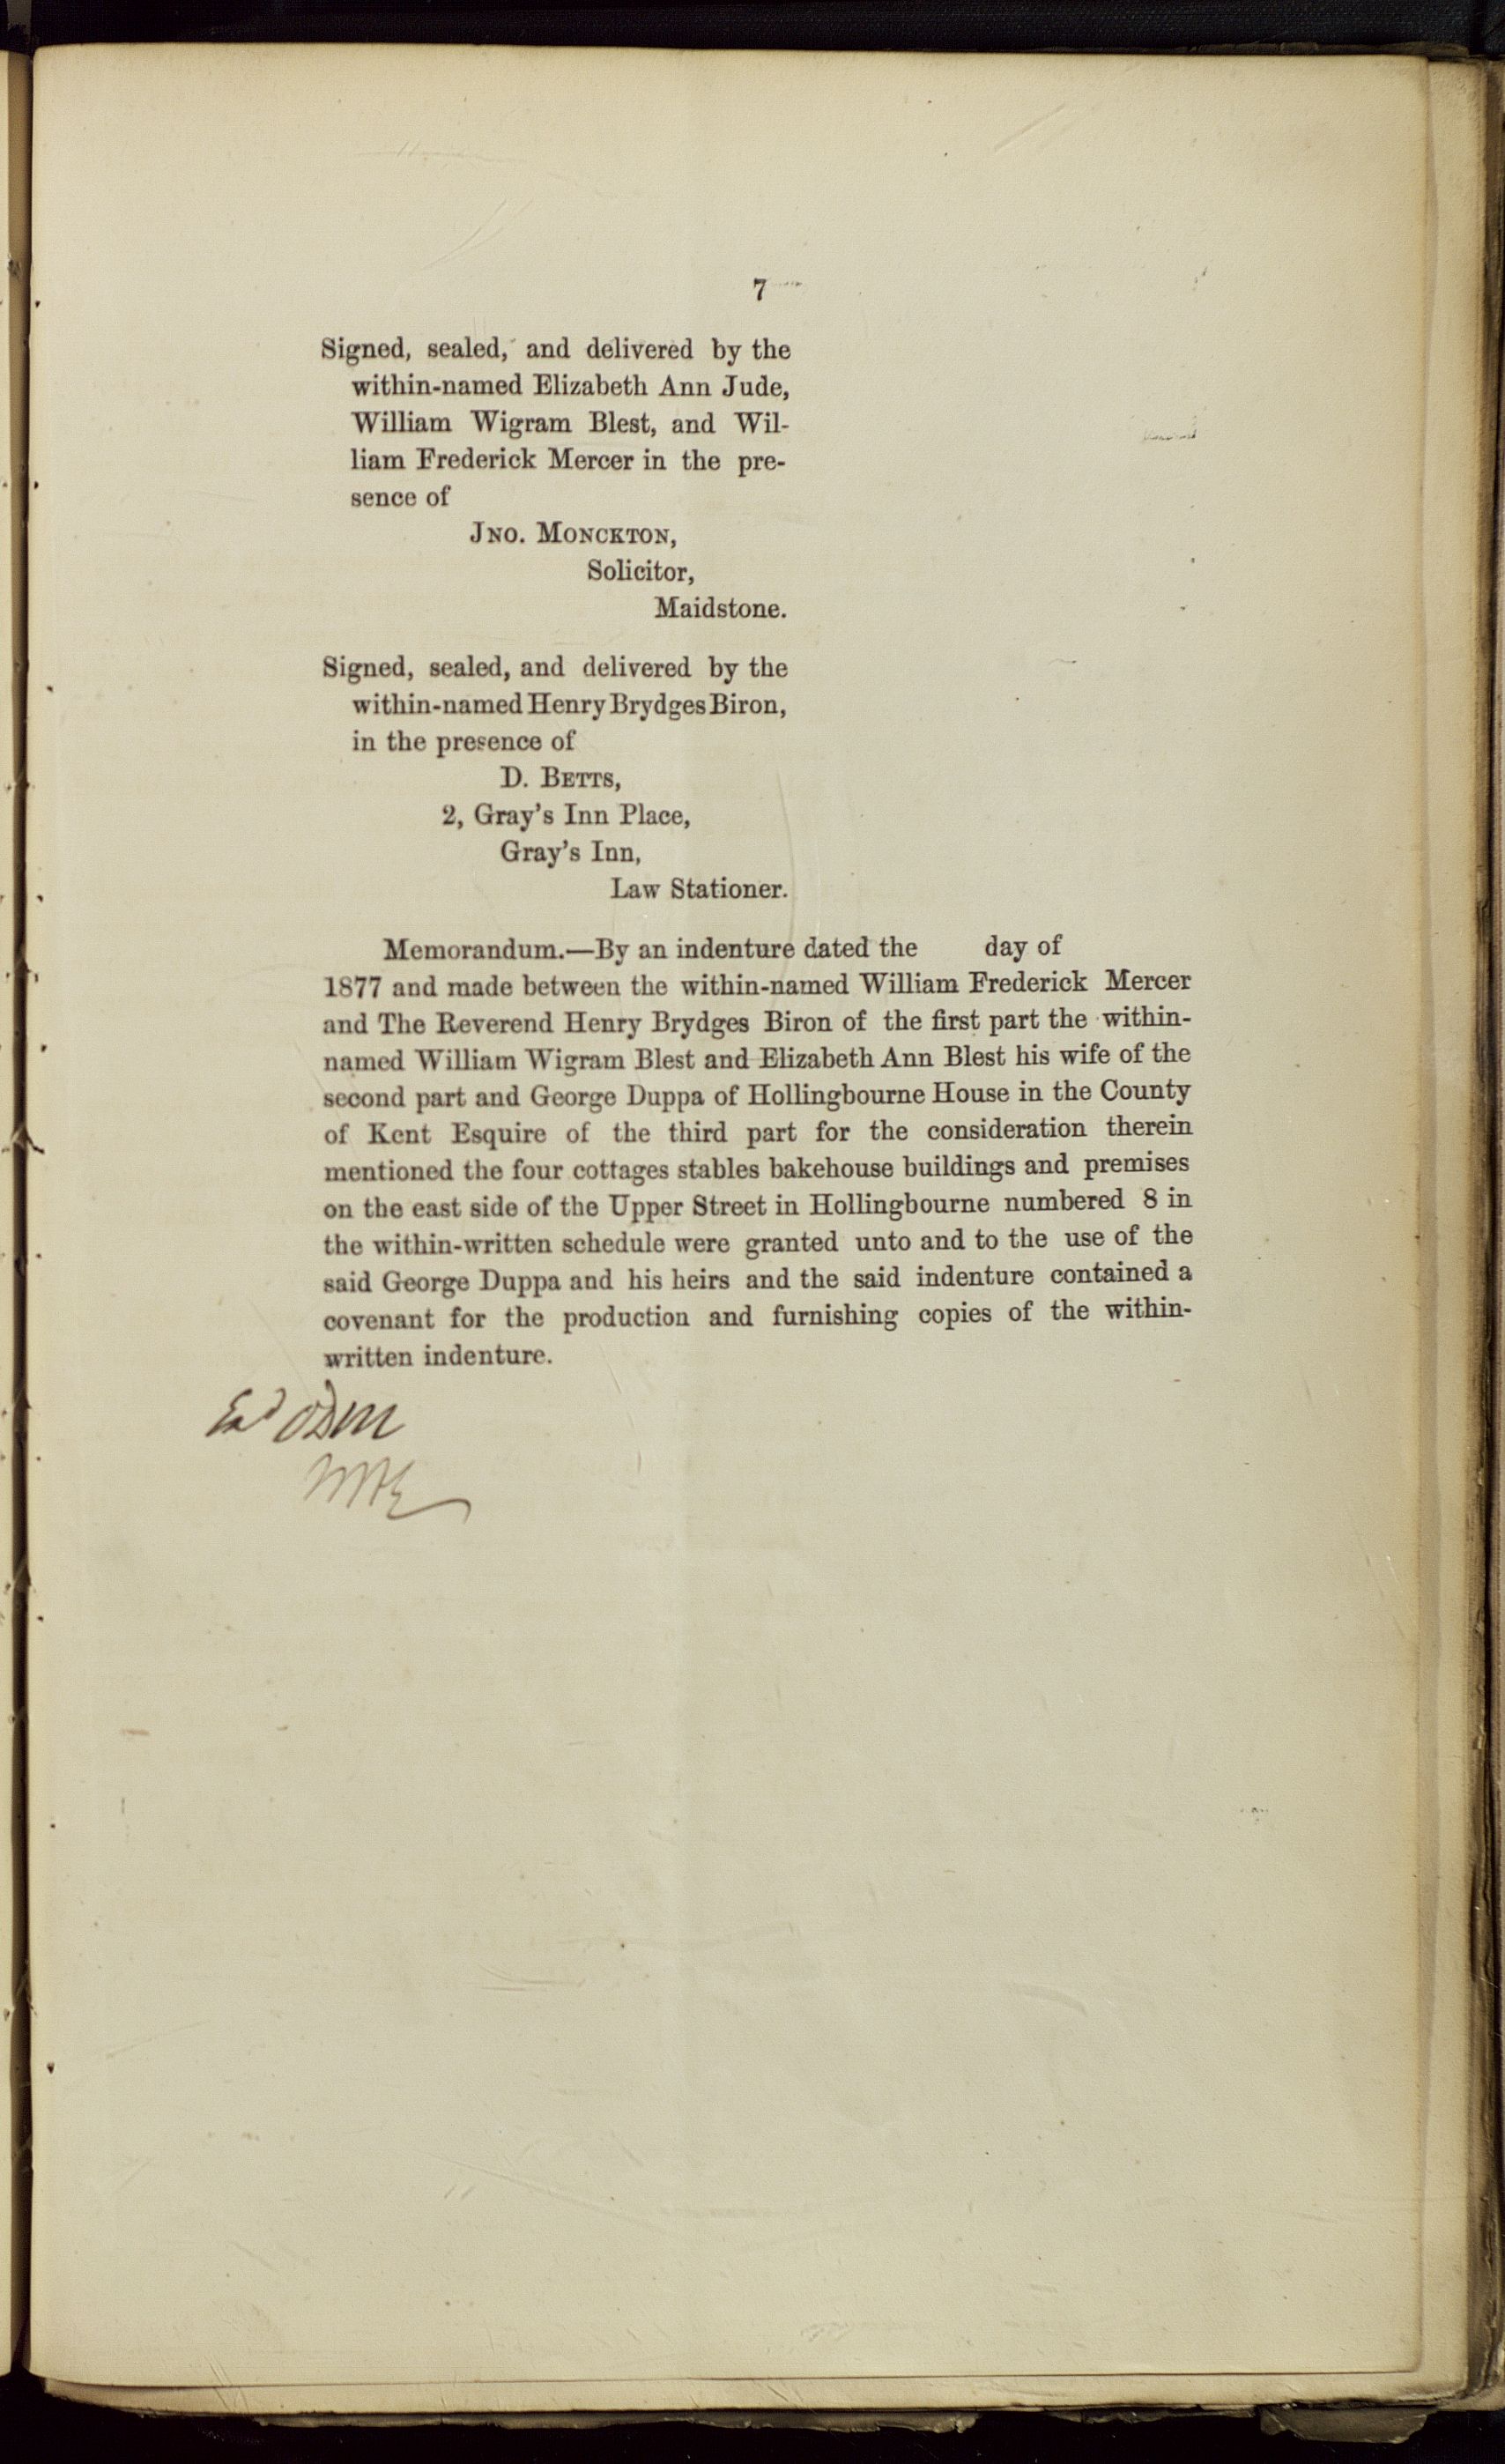 7
Signed, sealed, and delivered by the
within-named Elizabeth Ann Jude,
William Wigram Blest, and Wil-
liam Frederick Mercer in the pre-
sence of
JNO. MONCKTON,
Solicitor,
Maidstone.
Signed, sealed, and delivered by the
within-named Henry Brydges Biron,
in the presence of
D. BETTS,
2, Gray's Inn Place,
Gray's Inn,
Law Stationer.
Memorandum.—By an indenture dated the day of
1877 and made between the within-named William Frederick Mercer
and The Reverend Henry Brydges Biron of the first part the within-
named William Wigram Blest and Elizabeth Ann Blest his wife of the
second part and George Duppa of Hollingbourne House in the County
of Kent Esquire of the third part for the consideration therein
mentioned the four cottages stables bakehouse buildings and premises
on the east side of the Upper Street in Hollingbourne numbered 8 in
the within-written schedule were granted unto and to the use of the
said George Duppa and his heirs and the said indenture contained a
covenant for the production and furnishing copies of the within-
written indenture.